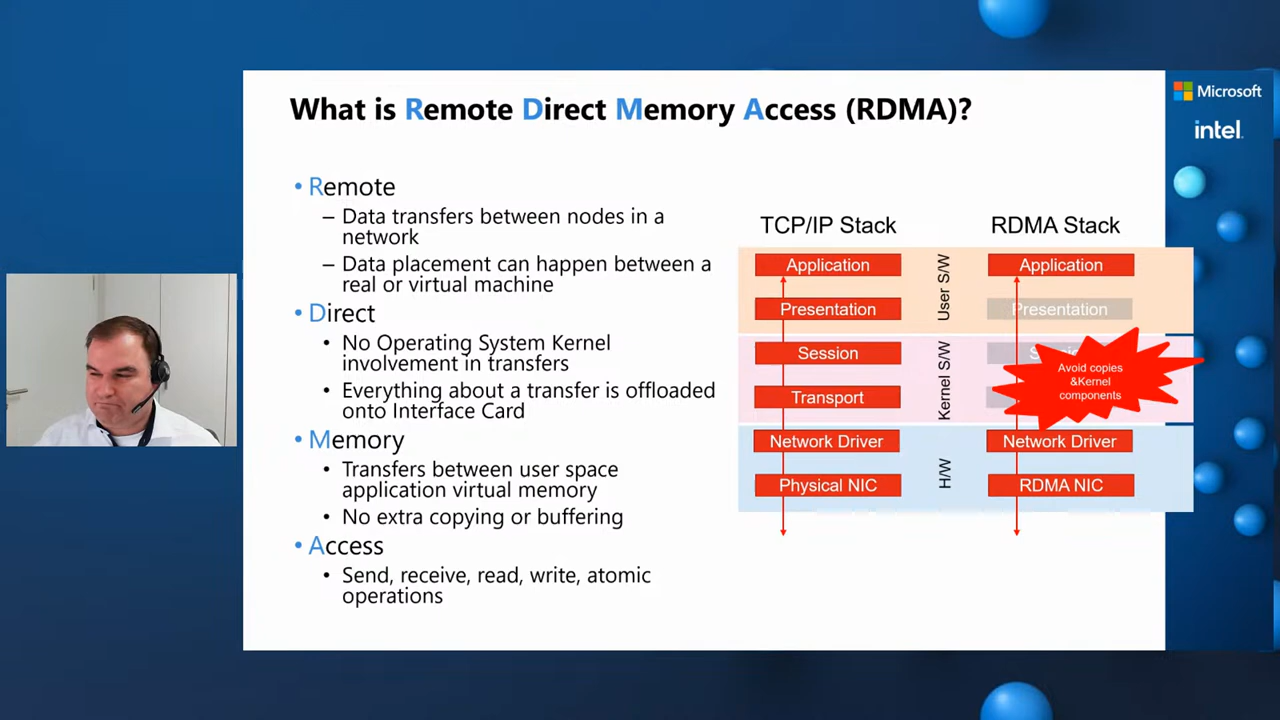 What is Remote Direct Memory Access (RDMA)?
Microsoft
intel.
• Remote
– Data transfers between nodes in a
network
– Data placement can happen between a
real or virtual machine
• Direct
• No Operating System Kernel
involvement in transfers
• Everything about a transfer is offloaded
onto Interface Card
• Memory
• Transfers between user space
application virtual memory
• No extra copying or buffering
• Access
• Send, receive, read, write, atomic
operations
TCP/IP Stack
Application
Presentation
Session
Transport
Network Driver
Physical NIC
User S/W
Kernel S/W
H/W
RDMA Stack
Application
Presentation
Avoid copies
&Kernel
components
Network Driver
RDMA NIC